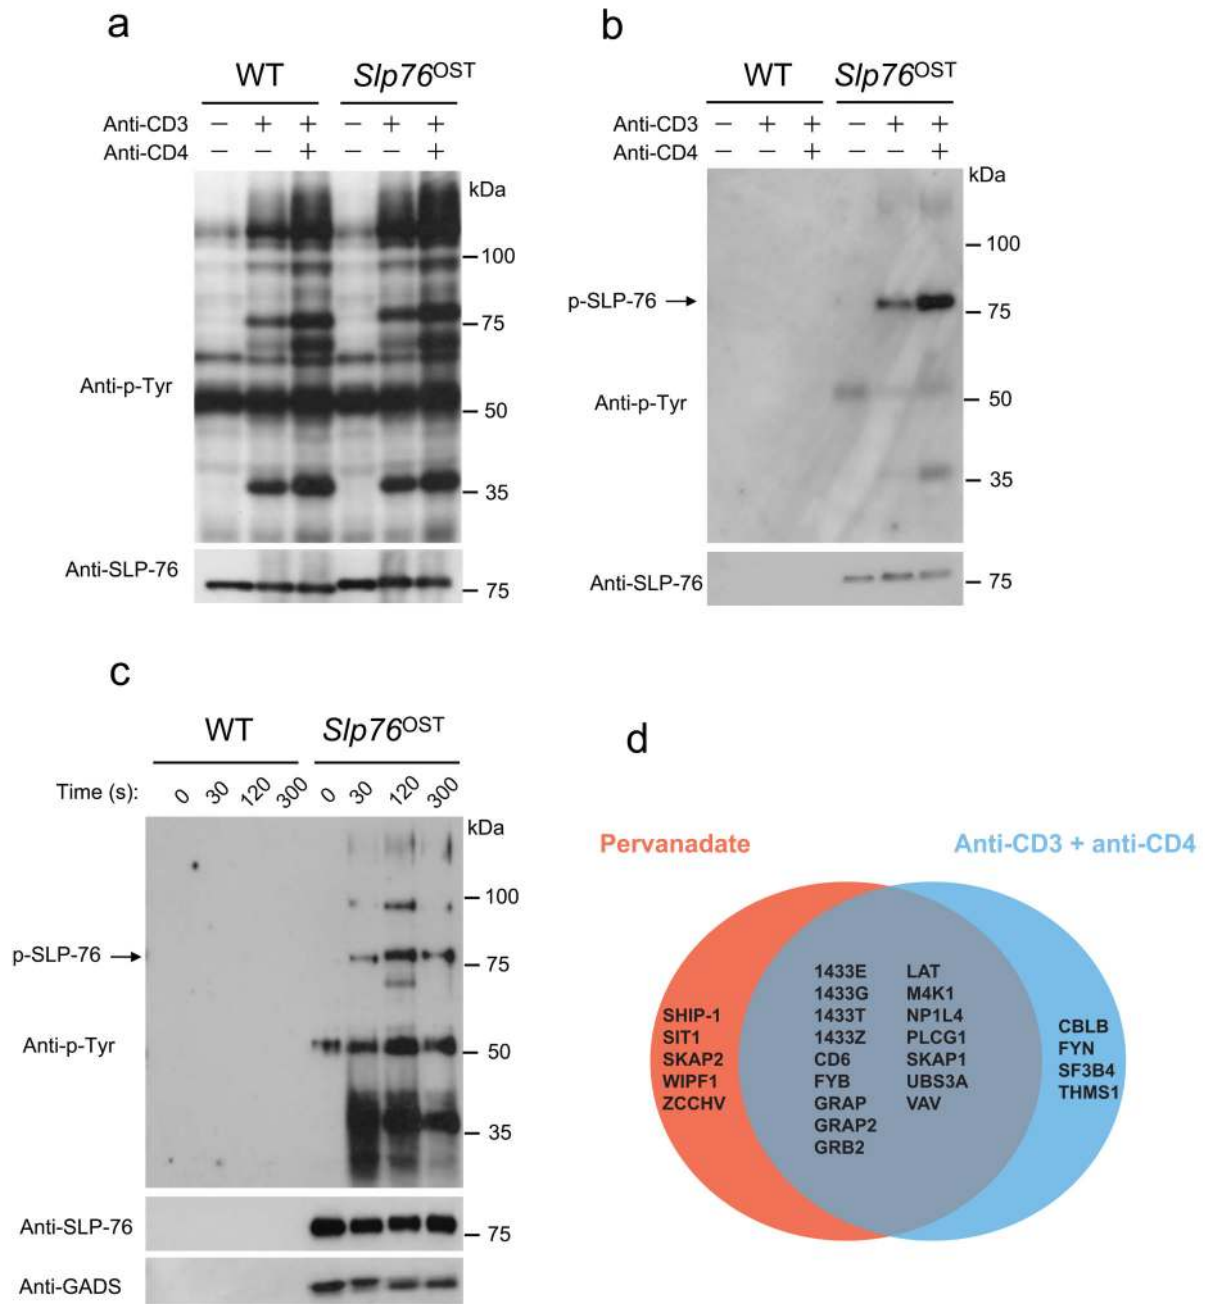 a
WT Slp76OST
Anti-CD3 − + + − + +
Anti-CD4 − − + − − +
kDa
100
75
Anti-p-Tyr
50
35
Anti-SLP-76
75
b
WT Slp76OST
Anti-CD3 − + + − + +
Anti-CD4 − − + − − +
kDa
100
p-SLP-76 →
75
Anti-p-Tyr
50
35
Anti-SLP-76
75
c
WT Slp76OST
Time (s): 0 30 120 300 0 30 120 300
kDa
100
p-SLP-76 →
75
Anti-p-Tyr
50
35
Anti-SLP-76
75
Anti-GADS
d
Pervanadate
Anti-CD3 + anti-CD4
SHIP-1
SIT1
SKAP2
WIPF1
ZCCHV
1433E
1433G
1433T
1433Z
CD6
FYB
GRAP
GRAP2
GRB2
LAT
M4K1
NP1L4
PLCG1
SKAP1
UBS3A
VAV
CBLB
FYN
SF3B4
THMS1